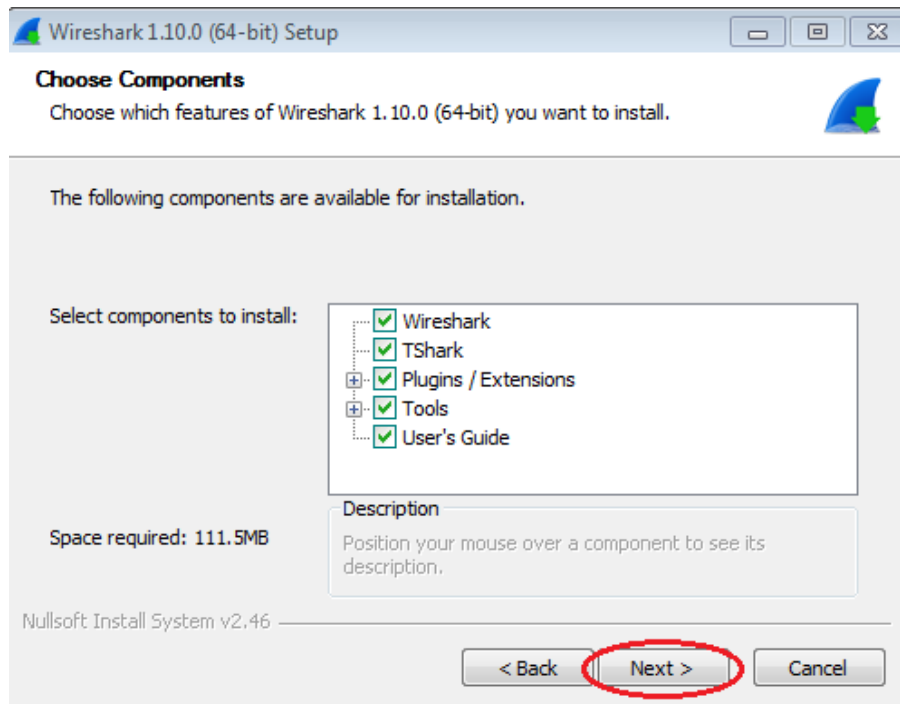 Wireshark 1.10.0 (64-bit) Setup
Choose Components
Choose which features of Wireshark 1.10.0 (64-bit) you want to install.
The following components are available for installation.
Select components to install:
Wireshark
TShark
Plugins / Extensions
Tools
User's Guide
Space required: 111.5MB
Description
Position your mouse over a component to see its
description.
Nullsoft Install System v2.46
< Back
Next >
Cancel